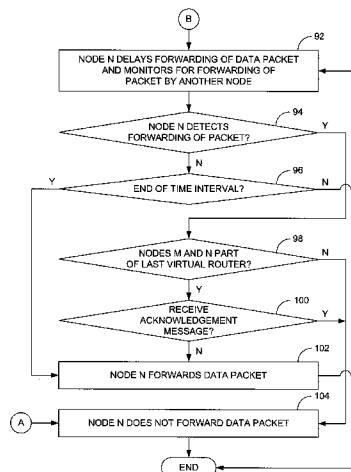 B
92
NODE N DELAYS FORWARDING OF DATA PACKET
AND MONITORS FOR FORWARDING OF
PACKET BY ANOTHER NODE
94
NODE N DETECTS
FORWARDING OF PACKET?
Y
N
96
Y
END OF TIME INTERVAL?
N
98
NODES M AND N PART
OF LAST VIRTUAL ROUTER?
N
Y
100
RECEIVE
ACKNOWLEDGEMENT
MESSAGE?
Y
N
102
NODE N FORWARDS DATA PACKET
104
A
NODE N DOES NOT FORWARD DATA PACKET
END